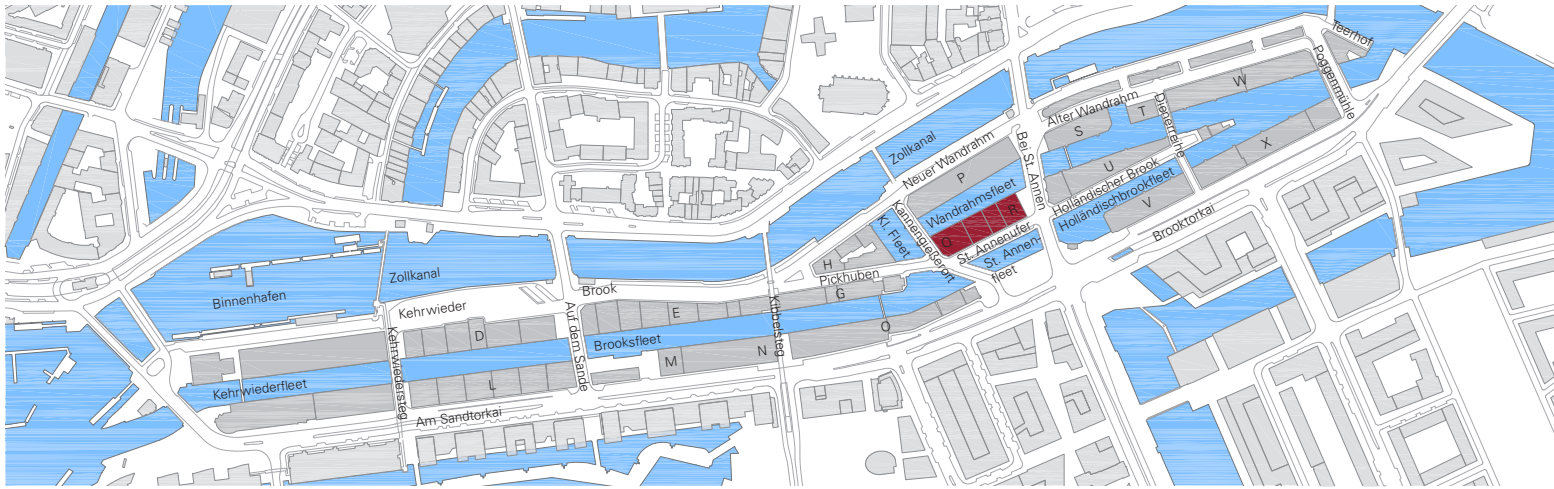 Teerhof
Poggenmühle
W
Alter Wandrahm
T
Dienerreihe
S
Zollkanal
Neuer Wandrahm
Bei St. Annen
X
P
U
Holländischer Brook
Holländischbrookfleet
V
Wandrahmsfleet
R
Q
Kannengießerort
Kl. Fleet
St. Annenufer
St. Annen-
fleet
Brooktorkai
H
Pickhuben
G
Zollkanal
Binnenhafen
Brook
Kehrwieder
Auf dem Sande
Kibbelsteg
E
D
O
Brooksfleet
M
N
Kehrwiedersteg
Kehrwiederfleet
L
Am Sandtorkai